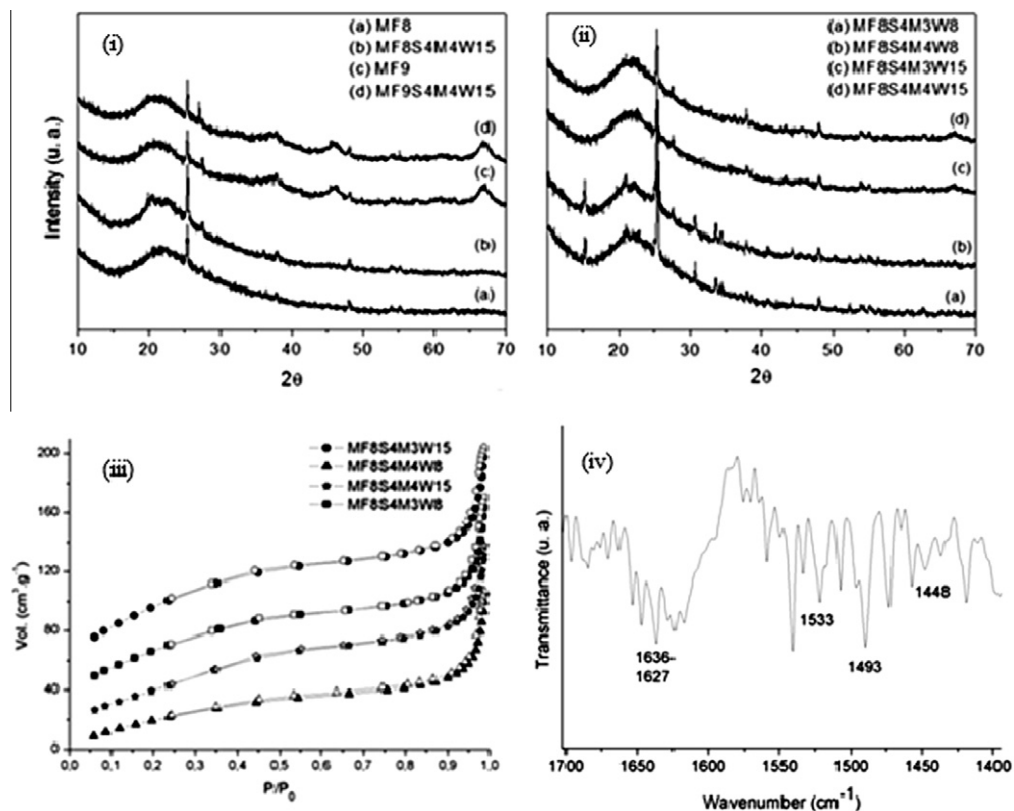 (i)
(a) MF8
(b) MF8S4M4W15
(c) MF9
(d) MF9S4M4W15
(d)
(c)
(b)
(a)
Intensity (u. a.)
10 20 30 40 50 60 70
2θ
(ii)
(a) MF8S4M3W8
(b) MF8S4M4W8
(c) MF8S4M3W15
(d) MF8S4M4W15
(d)
(c)
(b)
(a)
10 20 30 40 50 60 70
2θ
(iii)
MF8S4M3W15
MF8S4M4W8
MF8S4M4W15
MF8S4M3W8
Vol. (cm³.g⁻¹)
200
160
120
80
40
0
0,0 0,1 0,2 0,3 0,4 0,5 0,6 0,7 0,8 0,9 1,0
P/P₀
(iv)
Transmittance (u. a.)
1636-
1627
1533
1493
1448
1700 1650 1600 1550 1500 1450 1400
Wavenumber (cm⁻¹)